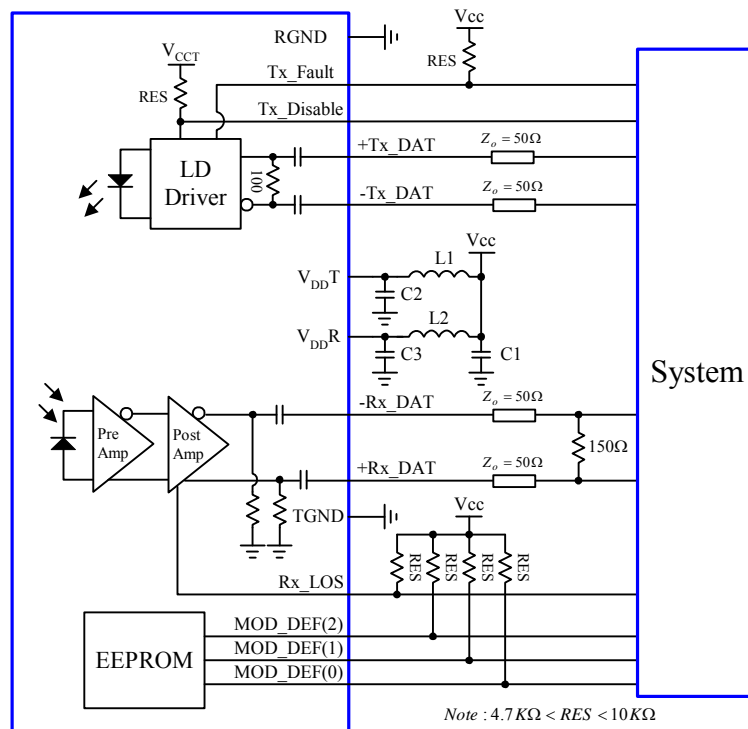 RGND
Vcc
V_CCT
RES
RES
Tx_Fault
Tx_Disable
LD
Driver
100
+Tx_DAT
Z_o = 50Ω
-Tx_DAT
Z_o = 50Ω
Vcc
V_DD T
L1
C2
V_DD R
L2
C3
C1
System
Pre
Amp
Post
Amp
-Rx_DAT
Z_o = 50Ω
150Ω
+Rx_DAT
Z_o = 50Ω
TGND
Vcc
RES
RES
RES
RES
Rx_LOS
EEPROM
MOD_DEF(2)
MOD_DEF(1)
MOD_DEF(0)
Note : 4.7KΩ < RES < 10KΩ